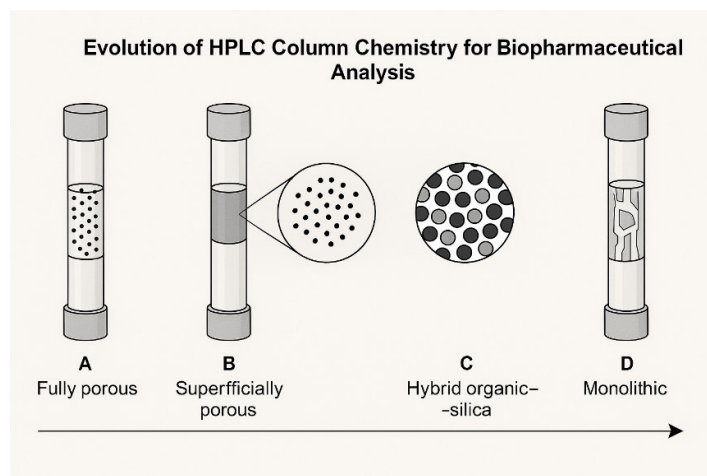 Evolution of HPLC Column Chemistry for Biopharmaceutical
Analysis
A
Fully porous
B
Superfficially
porous
C
Hybrid organic–
-silica
D
Monolithic